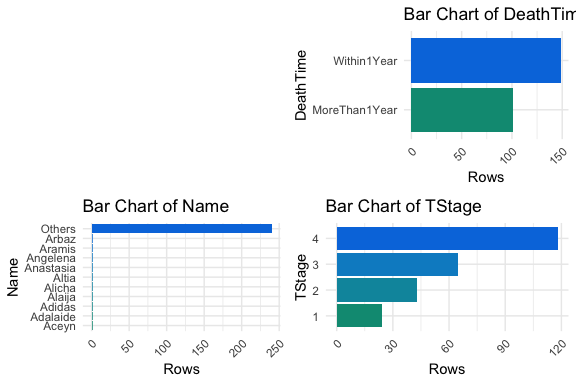 Bar Chart of DeathTim
DeathTime
Within1Year
MoreThan1Year
0
50
100
150
Rows
Bar Chart of Name
Name
Others
Arbaz
Aramis
Angelena
Anastasia
Altia
Alicha
Alaija
Adidas
Adalaide
Aceyn
0
50
100
150
200
250
Rows
Bar Chart of TStage
TStage
4
3
2
1
0
30
60
90
120
Rows